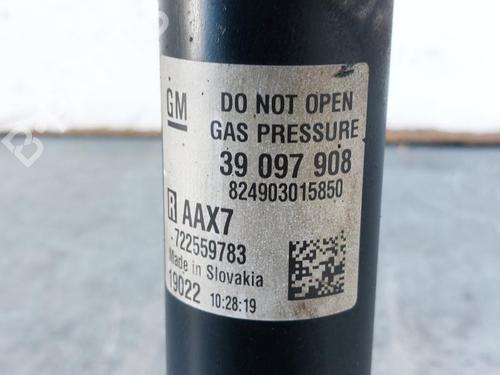 GM
DO NOT OPEN
GAS PRESSURE
39 097 908
824903015850
R AAX7
-722559783
Made in Slovakia
19022 10:28:19